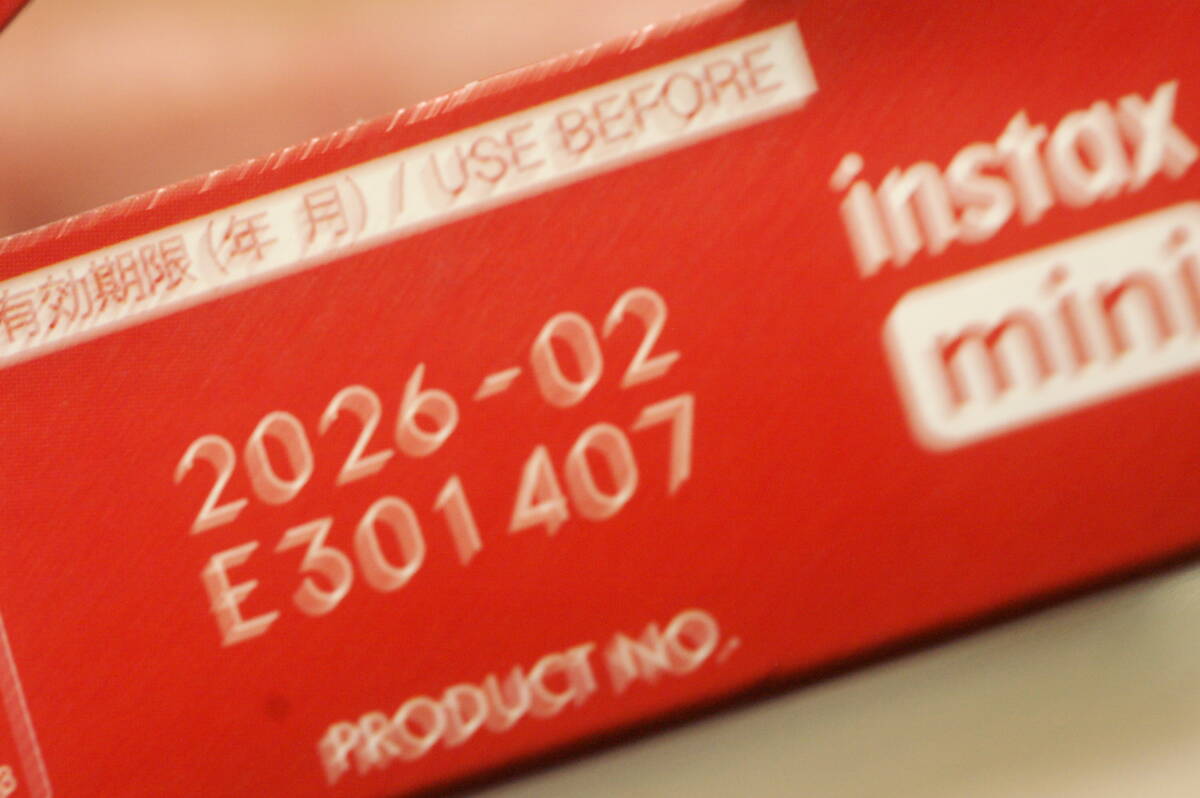 有効期限 (年 月) / USE BEFORE
instax
mini
2026-02
E301407
PRODUCT NO.